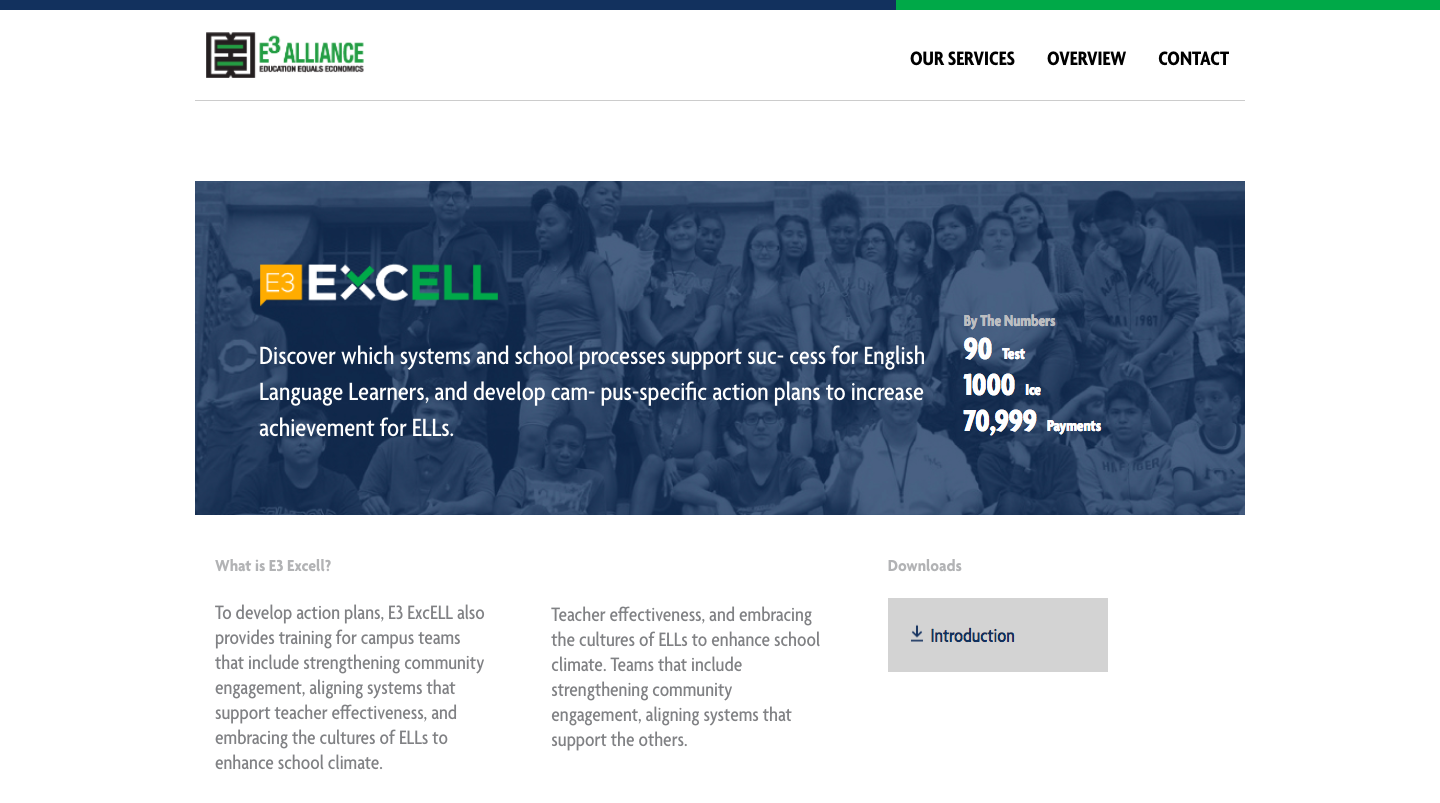 E3 ALLIANCE
EDUCATION EQUALS ECONOMICS
OUR SERVICES
OVERVIEW
CONTACT
E3 EXCELL
Discover which systems and school processes support suc- cess for English
Language Learners, and develop cam- pus-specific action plans to increase
achievement for ELLs.
By The Numbers
90 Test
1000 Ice
70,999 Payments
What is E3 Excell?
To develop action plans, E3 ExcELL also
provides training for campus teams
that include strengthening community
engagement, aligning systems that
support teacher effectiveness, and
embracing the cultures of ELLs to
enhance school climate.
Teacher effectiveness, and embracing
the cultures of ELLs to enhance school
climate. Teams that include
strengthening community
engagement, aligning systems that
support the others.
Downloads
Introduction